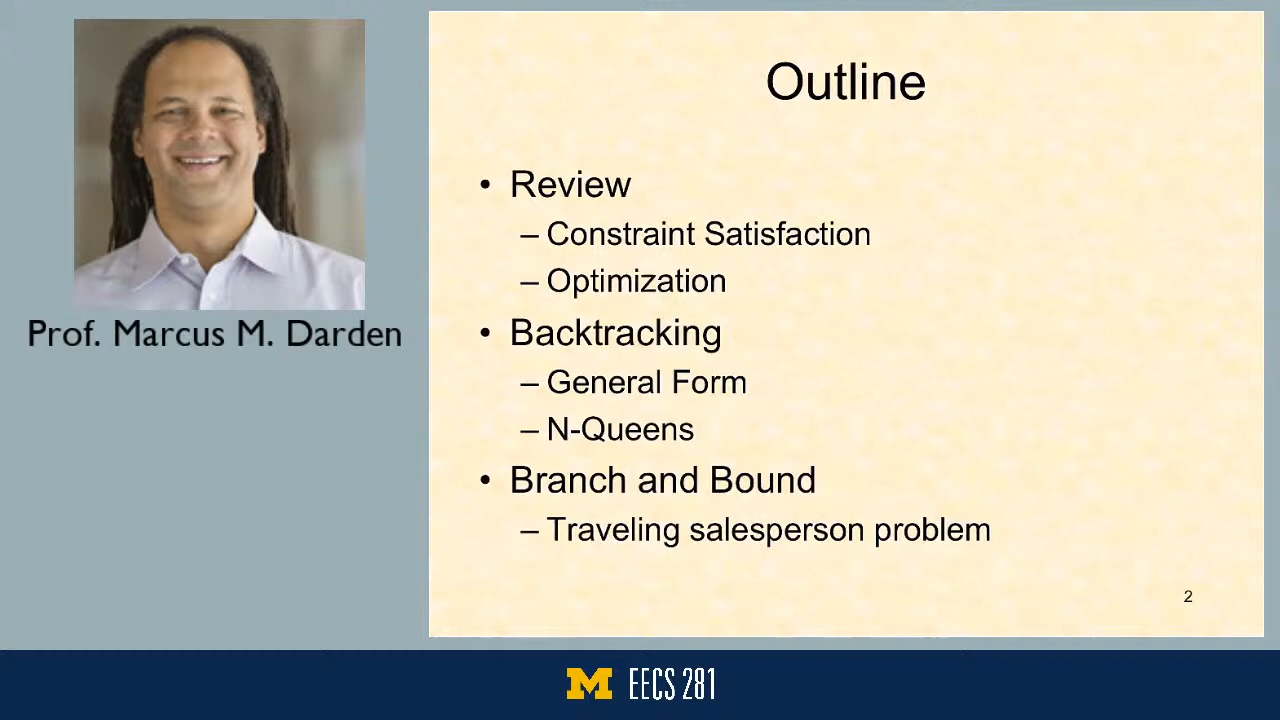 Prof. Marcus M. Darden
Outline
• Review
– Constraint Satisfaction
– Optimization
• Backtracking
– General Form
– N-Queens
• Branch and Bound
– Traveling salesperson problem
2
M EECS 281